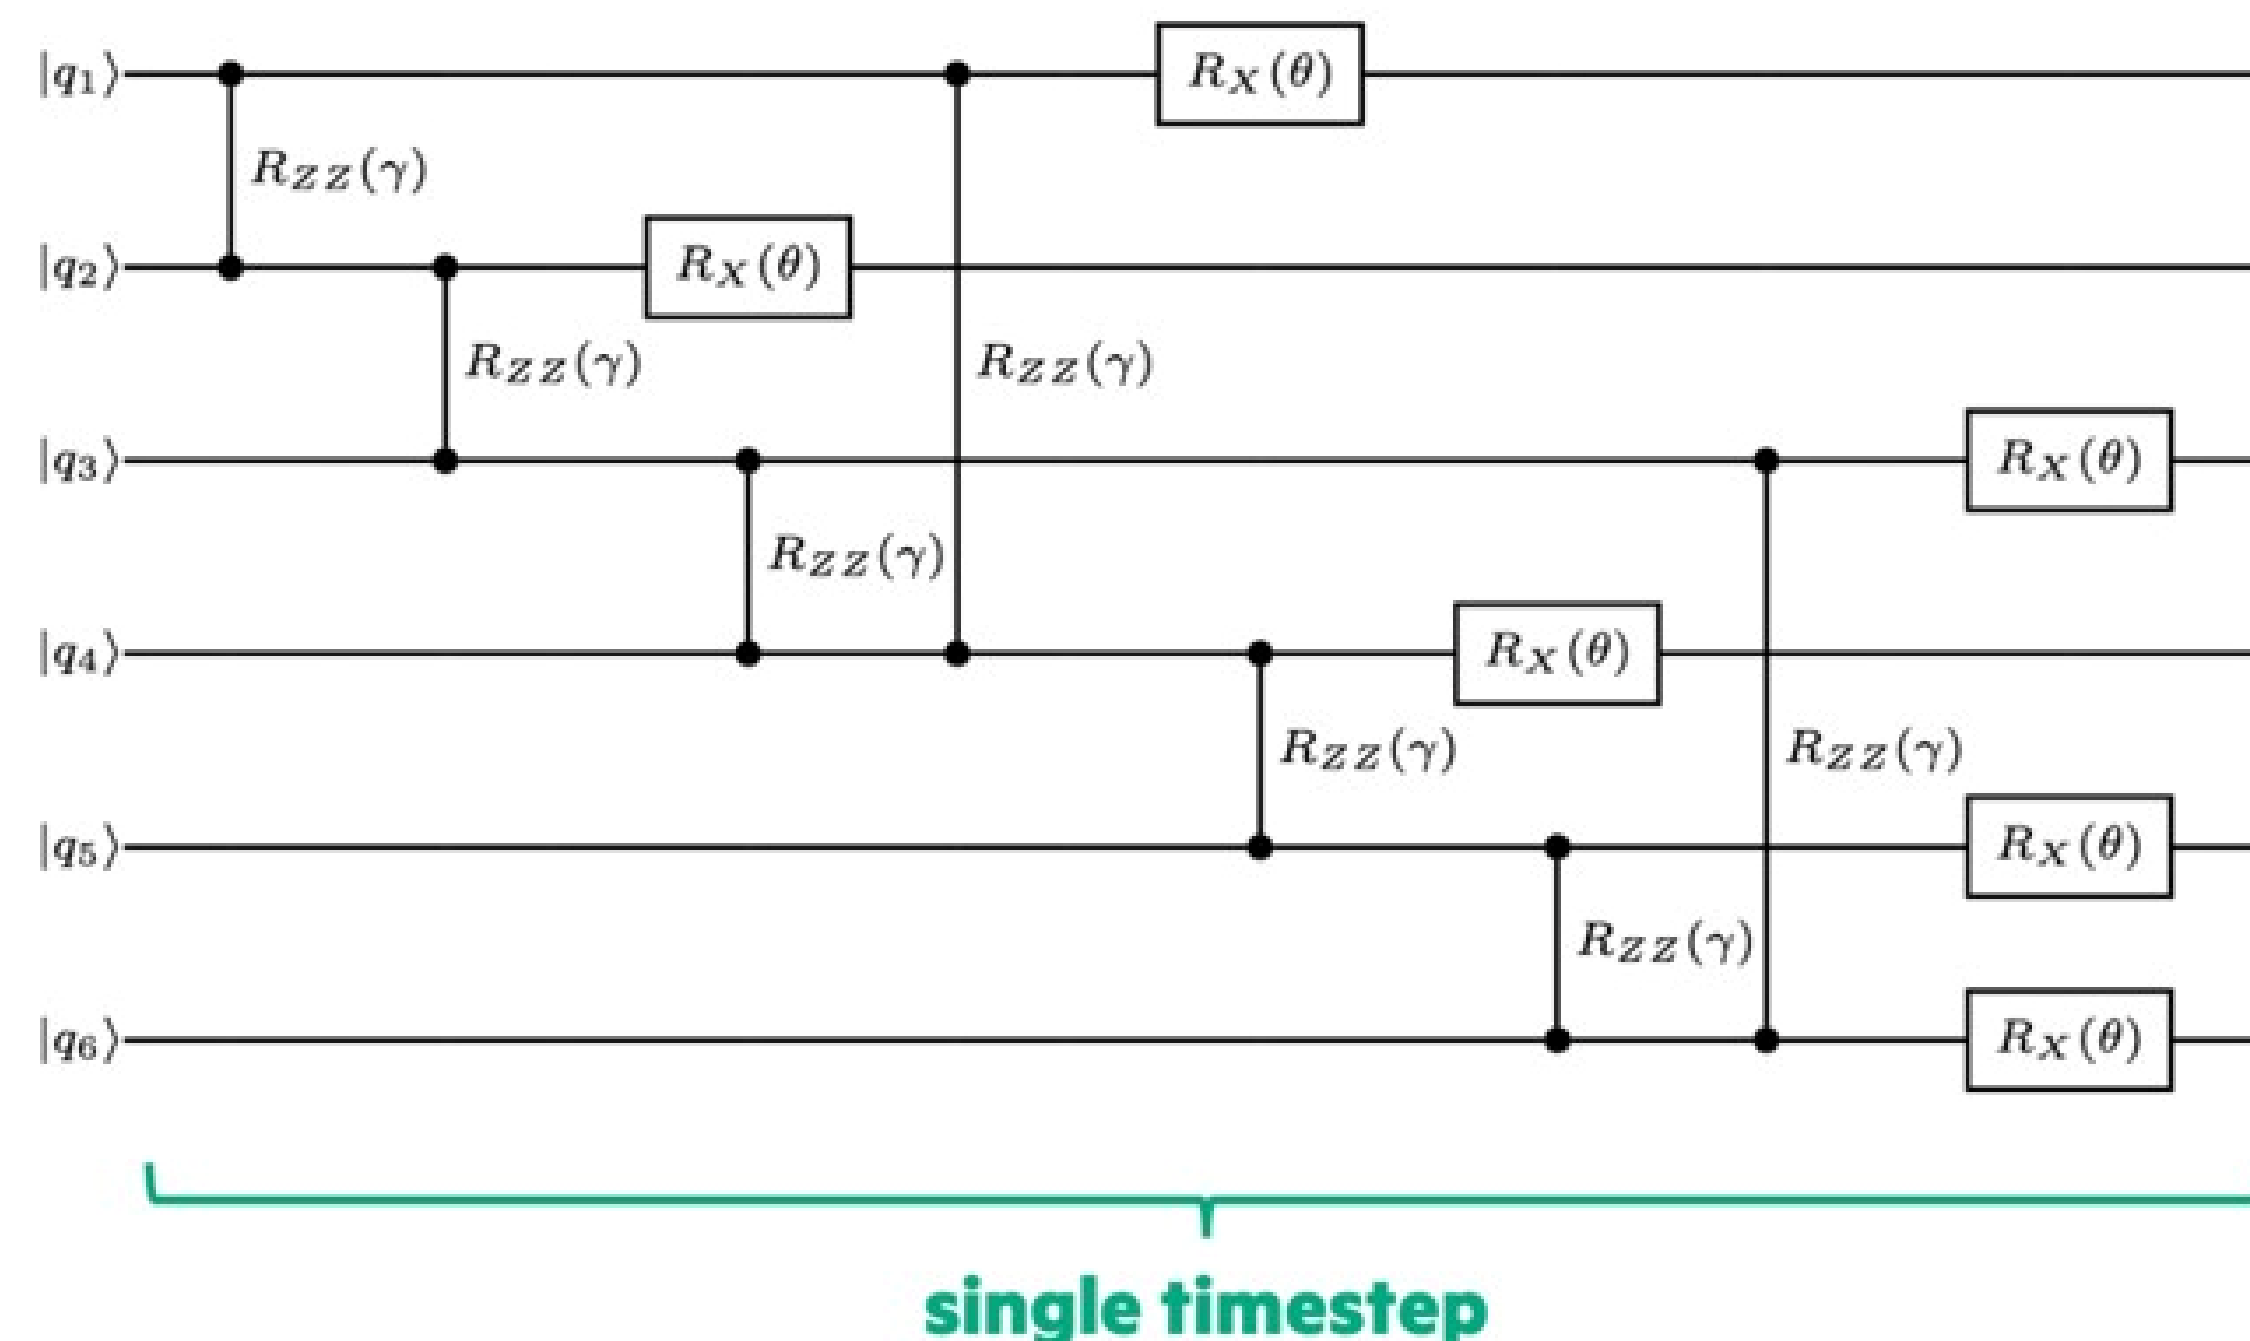 |q₁⟩ R_X(θ)
R_ZZ(γ)
|q₂⟩ R_X(θ)
R_ZZ(γ) R_ZZ(γ)
|q₃⟩ R_X(θ)
R_ZZ(γ)
|q₄⟩ R_X(θ)
R_ZZ(γ) R_ZZ(γ)
|q₅⟩ R_X(θ)
R_ZZ(γ)
|q₆⟩ R_X(θ)
single timestep